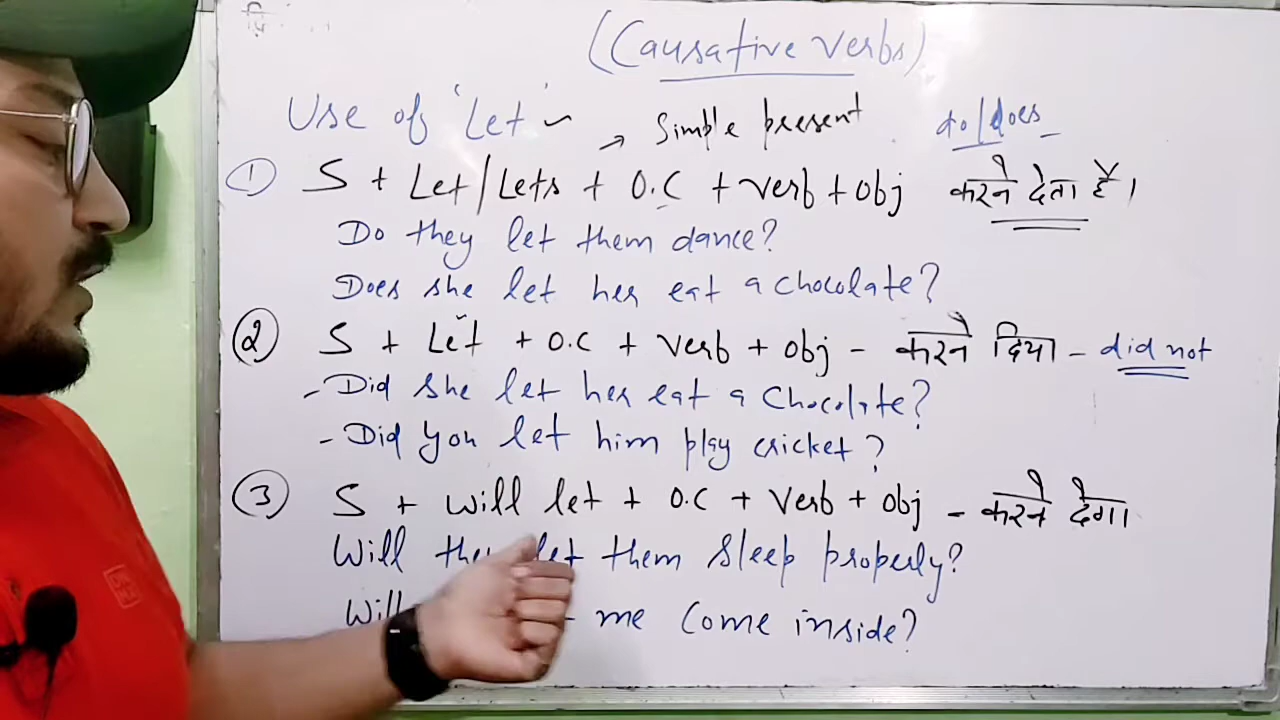 (Causative Verbs)
Use of 'Let' ~ → Simple present do/does
① S + Let/Lets + O.C + verb + obj करने देता है।
Do they let them dance?
Does she let her eat a chocolate?
② S + Let + O.C + verb + obj - करने दिया - did not
- Did she let her eat a chocolate?
- Did you let him play cricket?
③ S + will let + O.C + verb + obj - करने देगा
Will let them sleep properly?
Will me come inside?